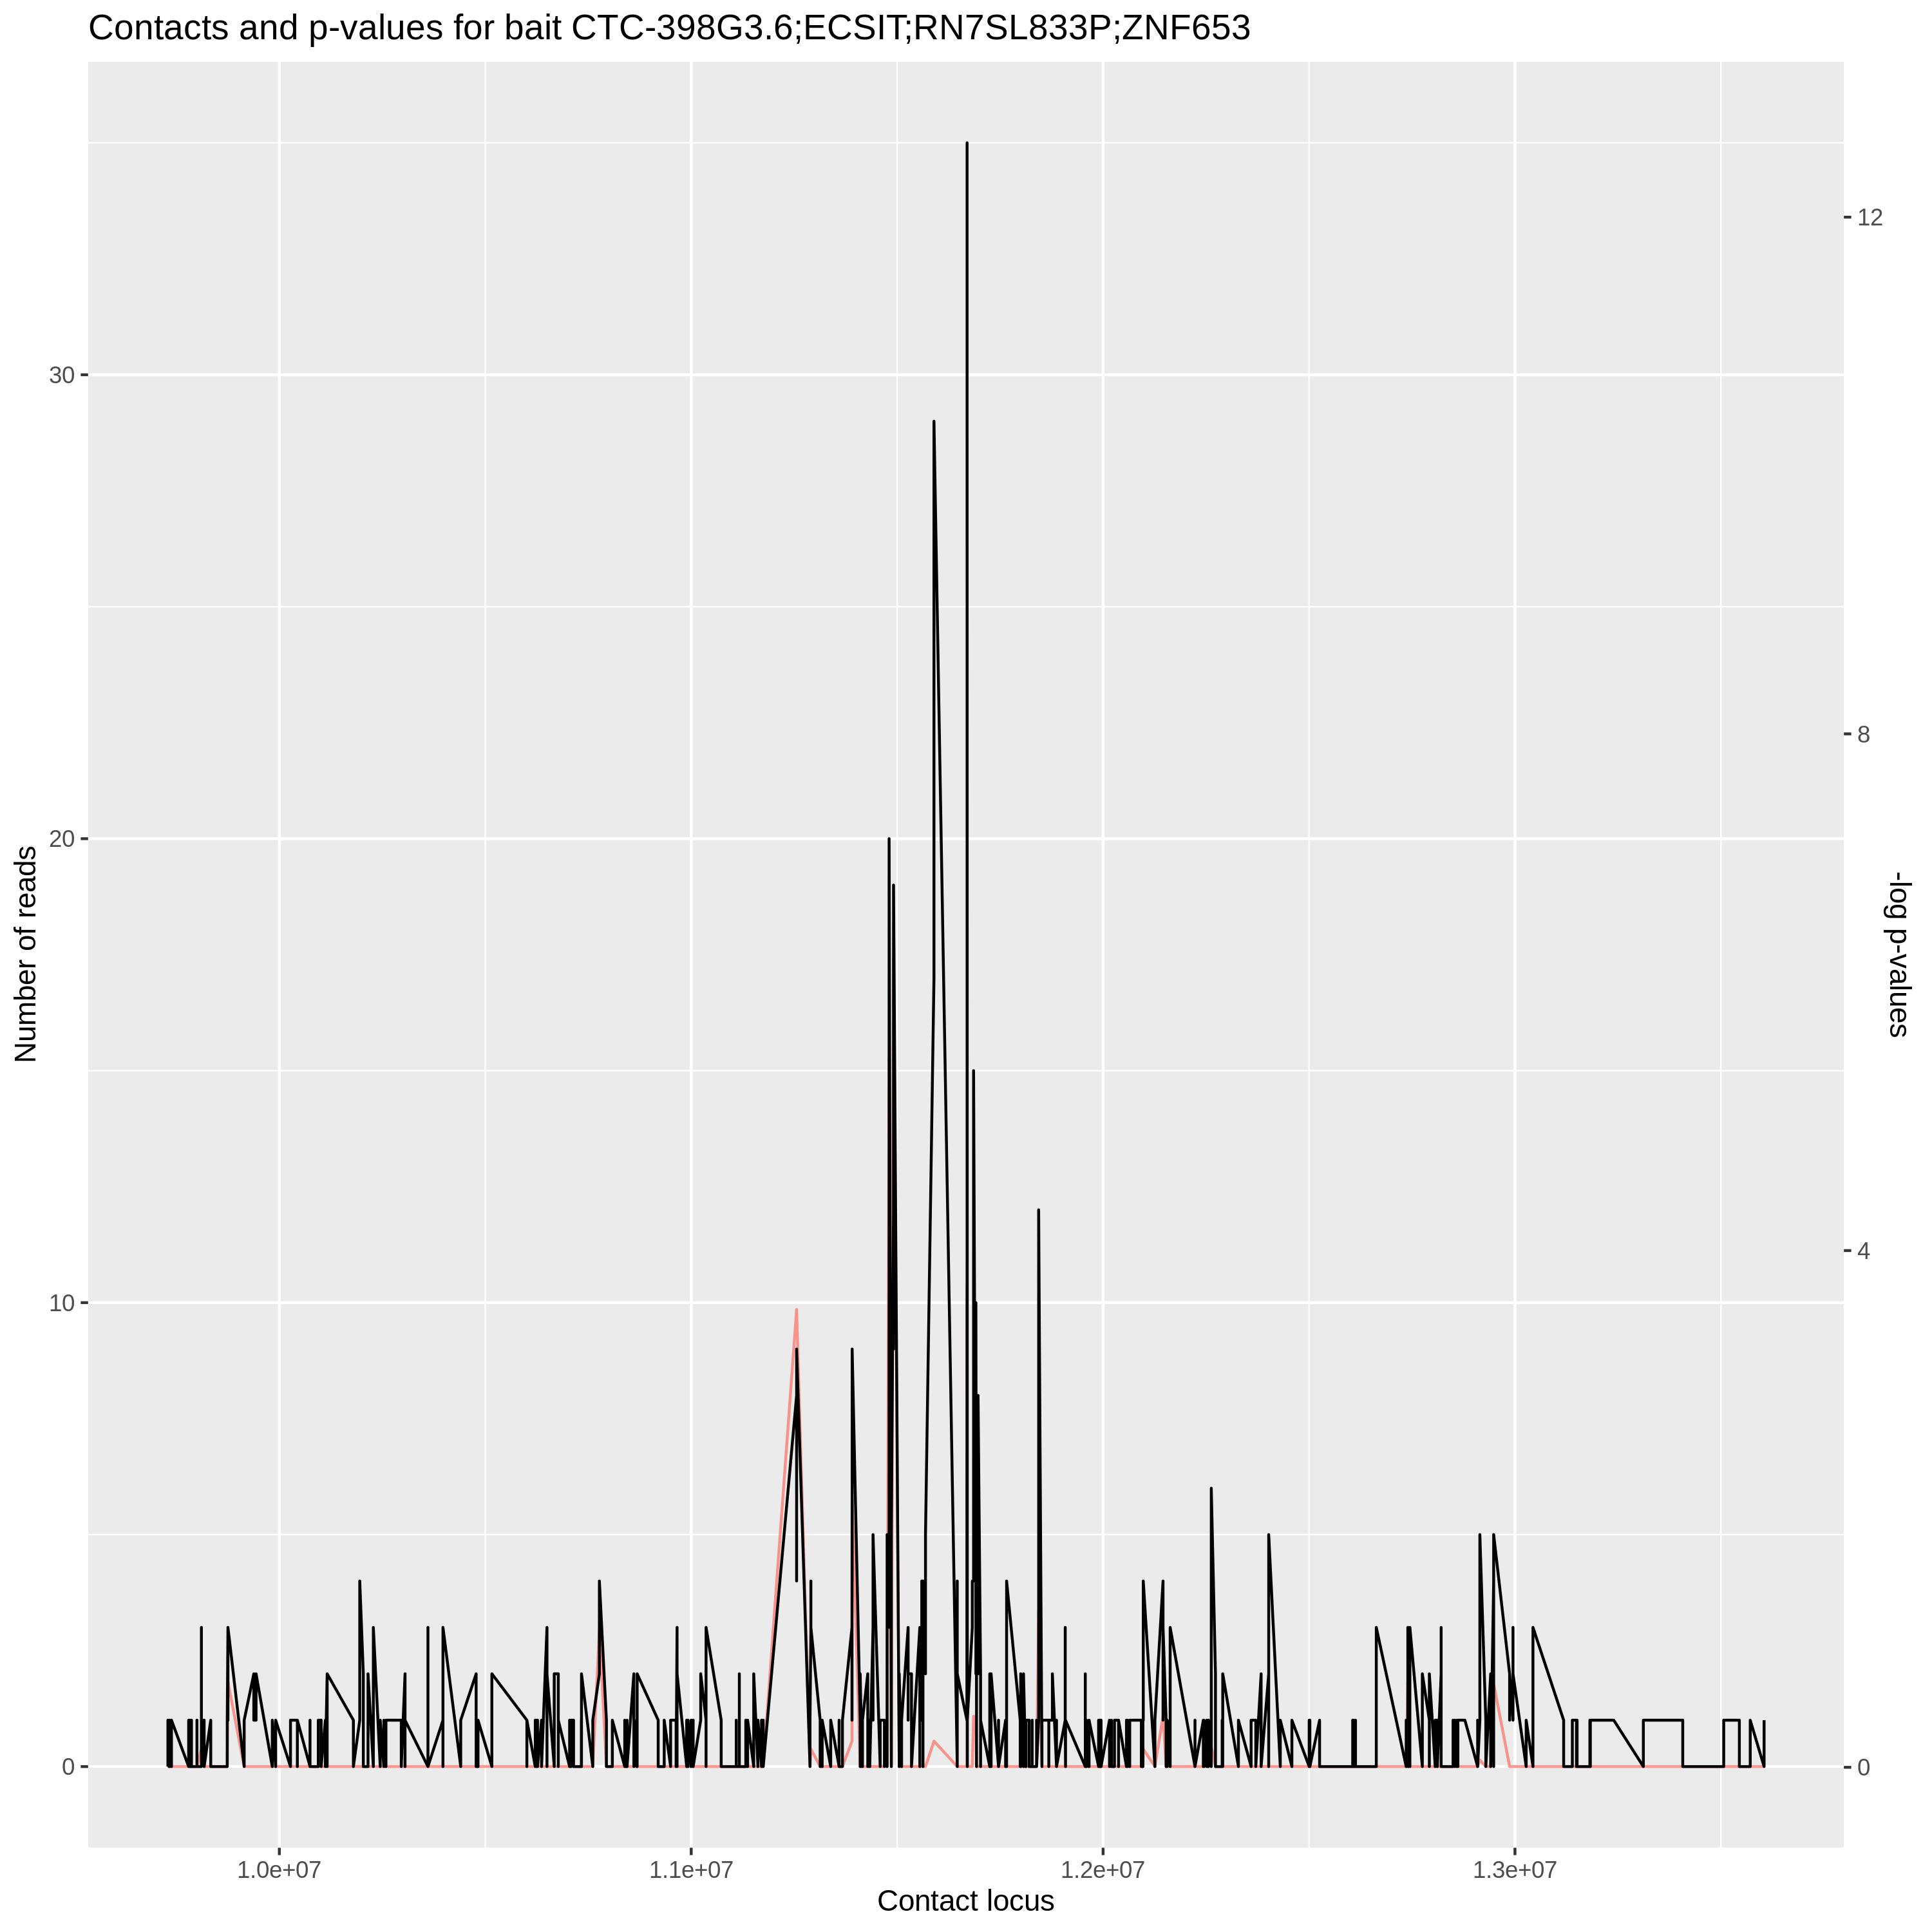 Contacts and p-values for bait CTC-398G3.6;ECSIT;RN7SL833P;ZNF653
30
20
10
0
Number of reads
12
8
4
0
-log p-values
1.0e+07 1.1e+07 1.2e+07 1.3e+07
Contact locus